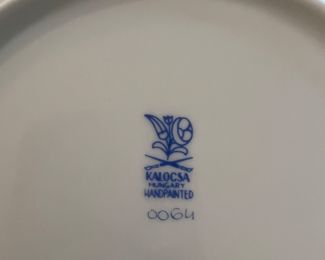 KALOCSA
HUNGARY
HANDPAINTED
0064